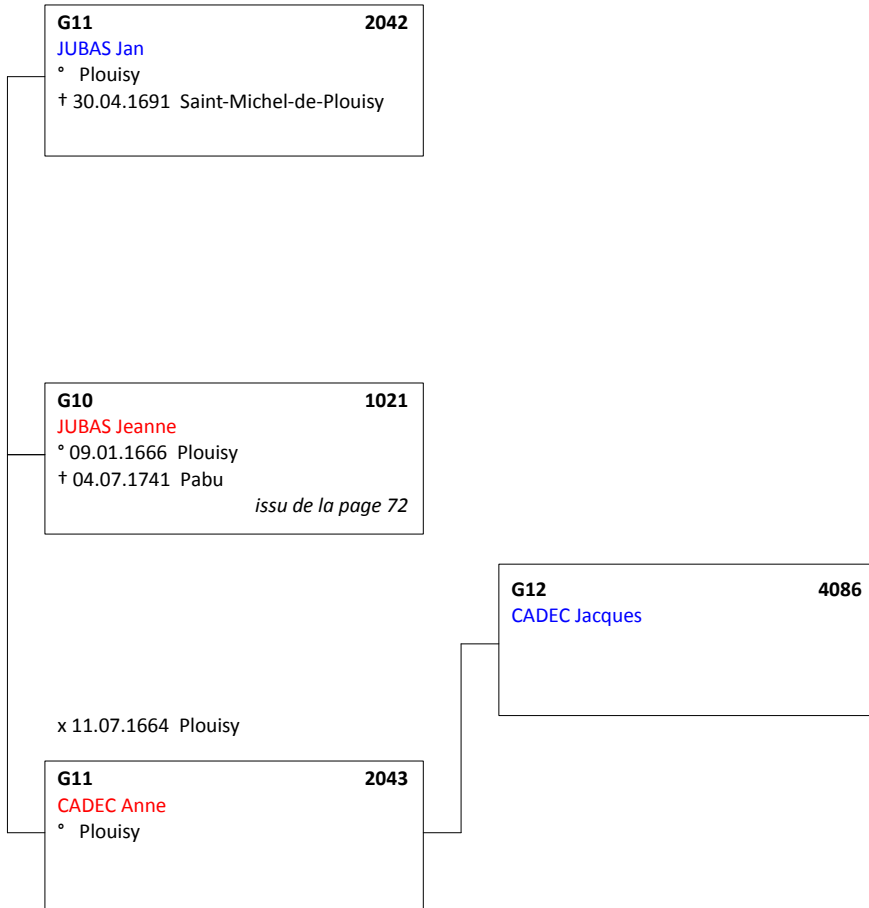 G11 2042
JUBAS Jan
° Plouisy
† 30.04.1691 Saint-Michel-de-Plouisy
G10 1021
JUBAS Jeanne
° 09.01.1666 Plouisy
† 04.07.1741 Pabu
issu de la page 72
G12 4086
CADEC Jacques
x 11.07.1664 Plouisy
G11 2043
CADEC Anne
° Plouisy